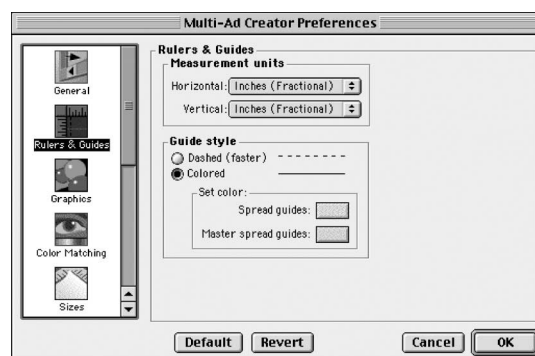 Multi-Ad Creator Preferences
General
Rulers & Guides
Graphics
Color Matching
Sizes
Rulers & Guides
Measurement units
Horizontal: Inches (Fractional)
Vertical: Inches (Fractional)
Guide style
Dashed (faster)
Colored
Set color:
Spread guides:
Master spread guides:
Default Revert Cancel OK